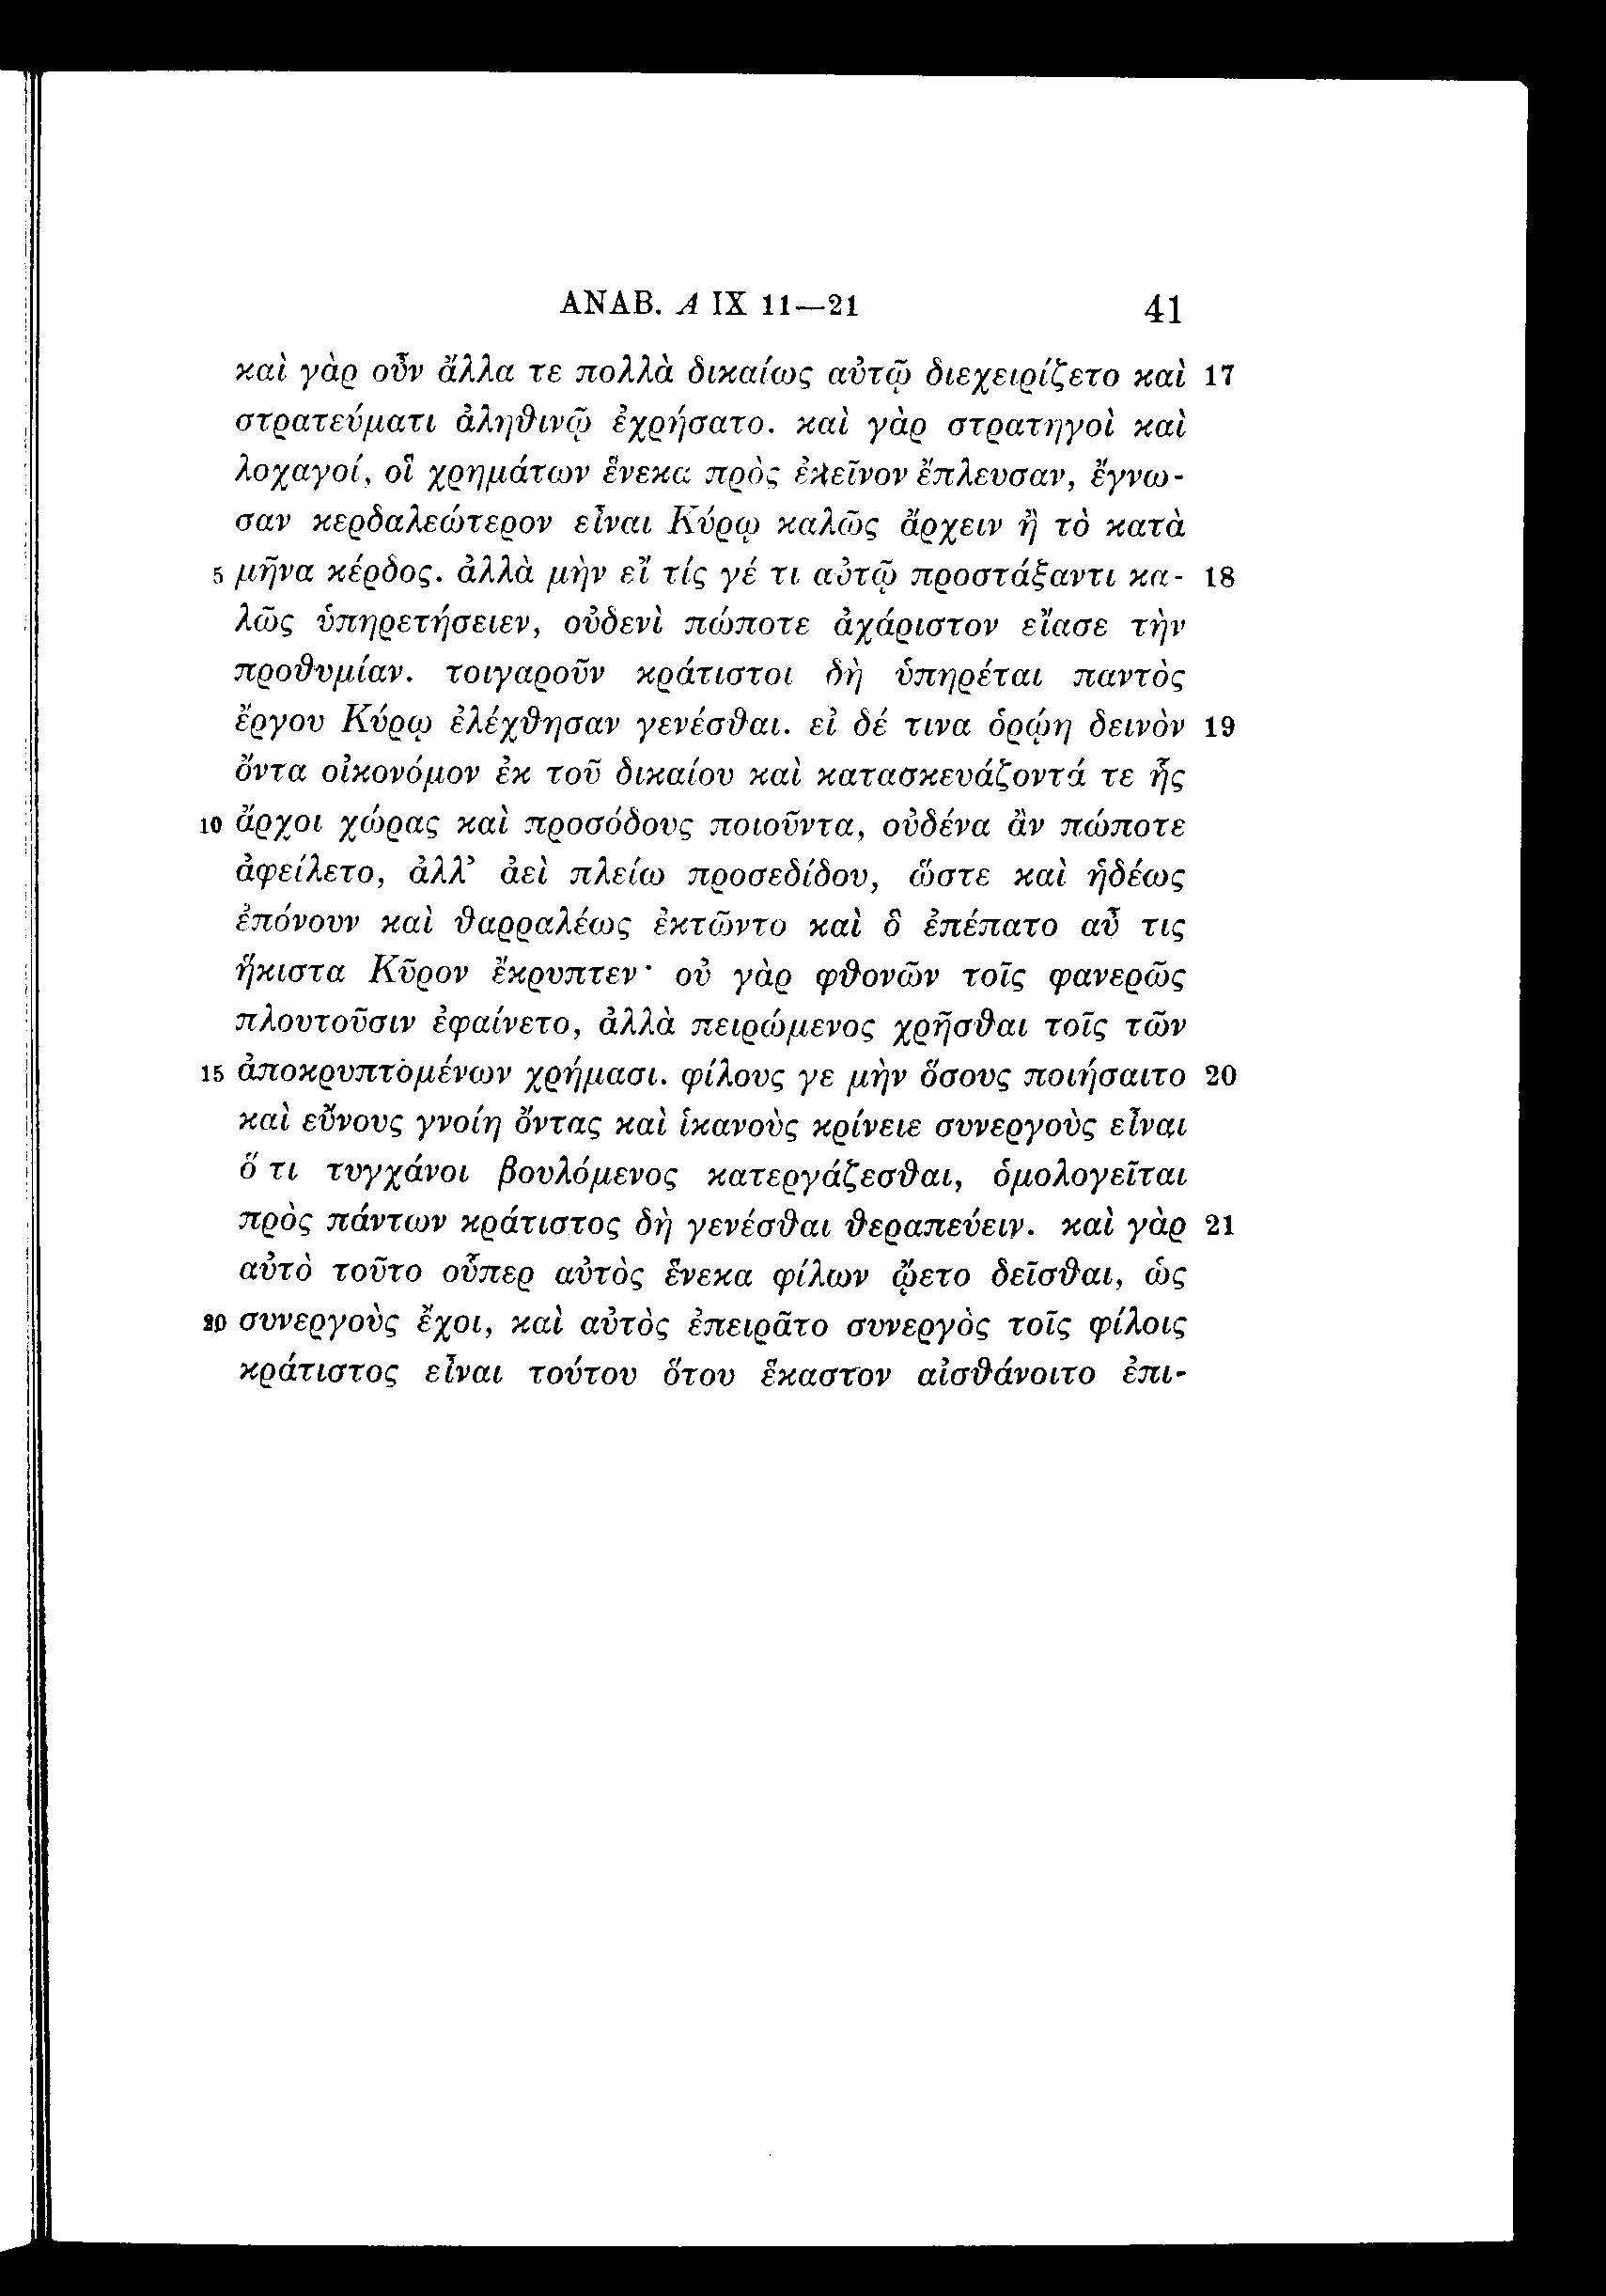 ΑΝΑΒ. Α IX 11—21 41
καὶ γὰρ οὖν ἄλλα τε πολλὰ δικαίως αὐτῷ διεχειρίζετο καὶ 17
στρατεύματι ἀληθινῷ ἐχρήσατο. καὶ γὰρ στρατηγοὶ καὶ
λοχαγοί, οἳ χρημάτων ἕνεκα πρὸς ἐκεῖνον ἔπλευσαν, ἔγνω-
σαν κερδαλεώτερον εἶναι Κύρῳ καλῶς ἄρχειν ἢ τὸ κατὰ
5 μῆνα κέρδος. ἀλλὰ μὴν εἴ τίς γέ τι αὐτῷ προστάξαντι κα- 18
λῶς ὑπηρετήσειεν, οὐδενὶ πώποτε ἀχάριστον εἴασε τὴν
προθυμίαν. τοιγαροῦν κράτιστοι δὴ ὑπηρέται παντὸς
ἔργου Κύρῳ ἐλέχθησαν γενέσθαι. εἰ δέ τινα ὁρῴη δεινὸν 19
ὄντα οἰκονόμον ἐκ τοῦ δικαίου καὶ κατασκευάζοντά τε ἧς
10 ἄρχοι χώρας καὶ προσόδους ποιοῦντα, οὐδένα ἂν πώποτε
ἀφείλετο, ἀλλ’ ἀεὶ πλείω προσεδίδου, ὥστε καὶ ἡδέως
ἐπόνουν καὶ θαρραλέως ἐκτῶντο καὶ ὃ ἐπέπατο αὖ τις
ἥκιστα Κῦρον ἔκρυπτεν· οὐ γὰρ φθονῶν τοῖς φανερῶς
πλουτοῦσιν ἐφαίνετο, ἀλλὰ πειρώμενος χρῆσθαι τοῖς τῶν
15 ἀποκρυπτομένων χρήμασι. φίλους γε μὴν ὅσους ποιήσαιτο 20
καὶ εὔνους γνοίη ὄντας καὶ ἱκανοὺς κρίνειε συνεργοὺς εἶναι
ὅ τι τυγχάνοι βουλόμενος κατεργάζεσθαι, ὁμολογεῖται
πρὸς πάντων κράτιστος δὴ γενέσθαι θεραπεύειν. καὶ γὰρ 21
αὐτὸ τοῦτο οὗπερ αὐτὸς ἕνεκα φίλων ᾤετο δεῖσθαι, ὡς
20 συνεργοὺς ἔχοι, καὶ αὐτὸς ἐπειρᾶτο συνεργὸς τοῖς φίλοις
κράτιστος εἶναι τούτου ὅτου ἕκαστον αἰσθάνοιτο ἐπι-